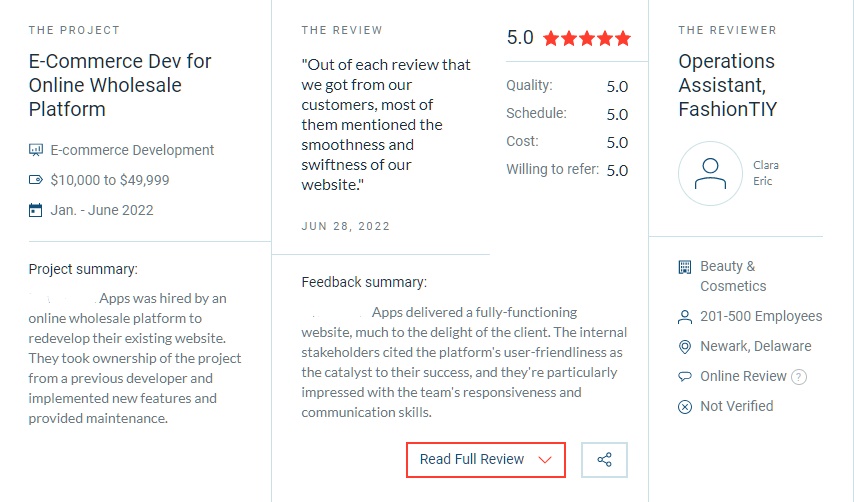 THE PROJECT
E-Commerce Dev for
Online Wholesale
Platform
E-commerce Development
$10,000 to $49,999
Jan. - June 2022
Project summary:
Apps was hired by an
online wholesale platform to
redevelop their existing website.
They took ownership of the project
from a previous developer and
implemented new features and
provided maintenance.
THE REVIEW
"Out of each review that
we got from our
customers, most of
them mentioned the
smoothness and
swiftness of our
website."
JUN 28, 2022
5.0
Quality: 5.0
Schedule: 5.0
Cost: 5.0
Willing to refer: 5.0
Feedback summary:
Apps delivered a fully-functioning
website, much to the delight of the client. The internal
stakeholders cited the platform's user-friendliness as
the catalyst to their success, and they're particularly
impressed with the team's responsiveness and
communication skills.
Read Full Review
THE REVIEWER
Operations
Assistant,
FashionTIY
Clara
Eric
Beauty &
Cosmetics
201-500 Employees
Newark, Delaware
Online Review ?
Not Verified